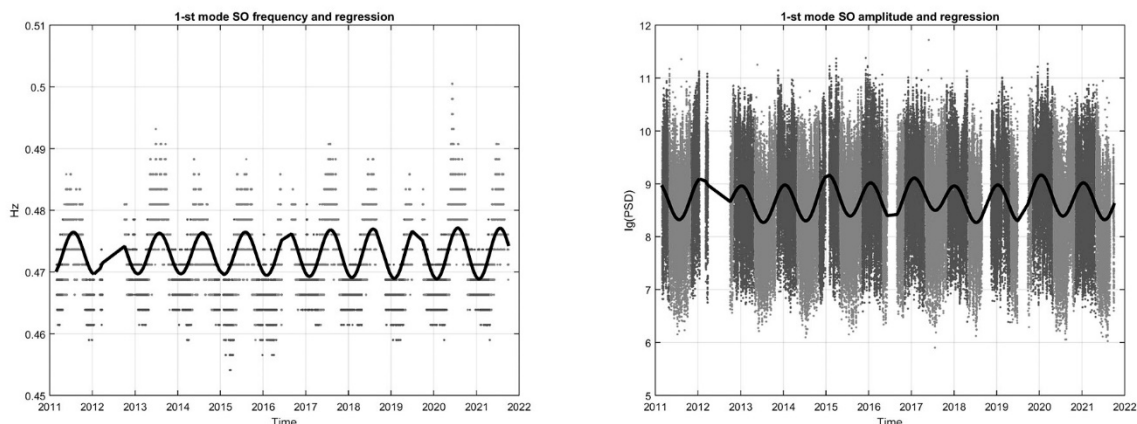 1-st mode SO frequency and regression
0.51
0.5
0.49
0.48
0.47
0.46
0.45
Hz
2011 2012 2013 2014 2015 2016 2017 2018 2019 2020 2021 2022
Time
1-st mode SO amplitude and regression
12
11
10
9
8
7
6
5
lg(PSD)
2011 2012 2013 2014 2015 2016 2017 2018 2019 2020 2021 2022
Time